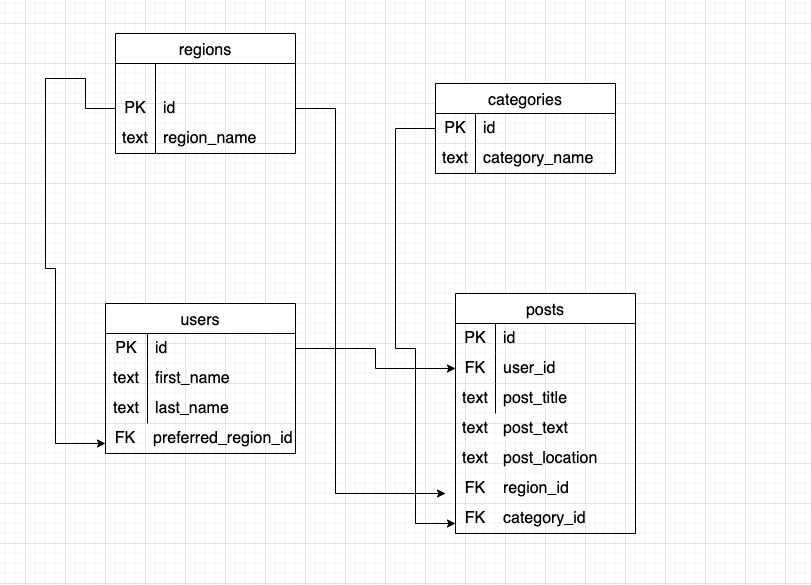 regions
PK id
text region_name
categories
PK id
text category_name
users
PK id
text first_name
text last_name
FK preferred_region_id
posts
PK id
FK user_id
text post_title
text post_text
text post_location
FK region_id
FK category_id